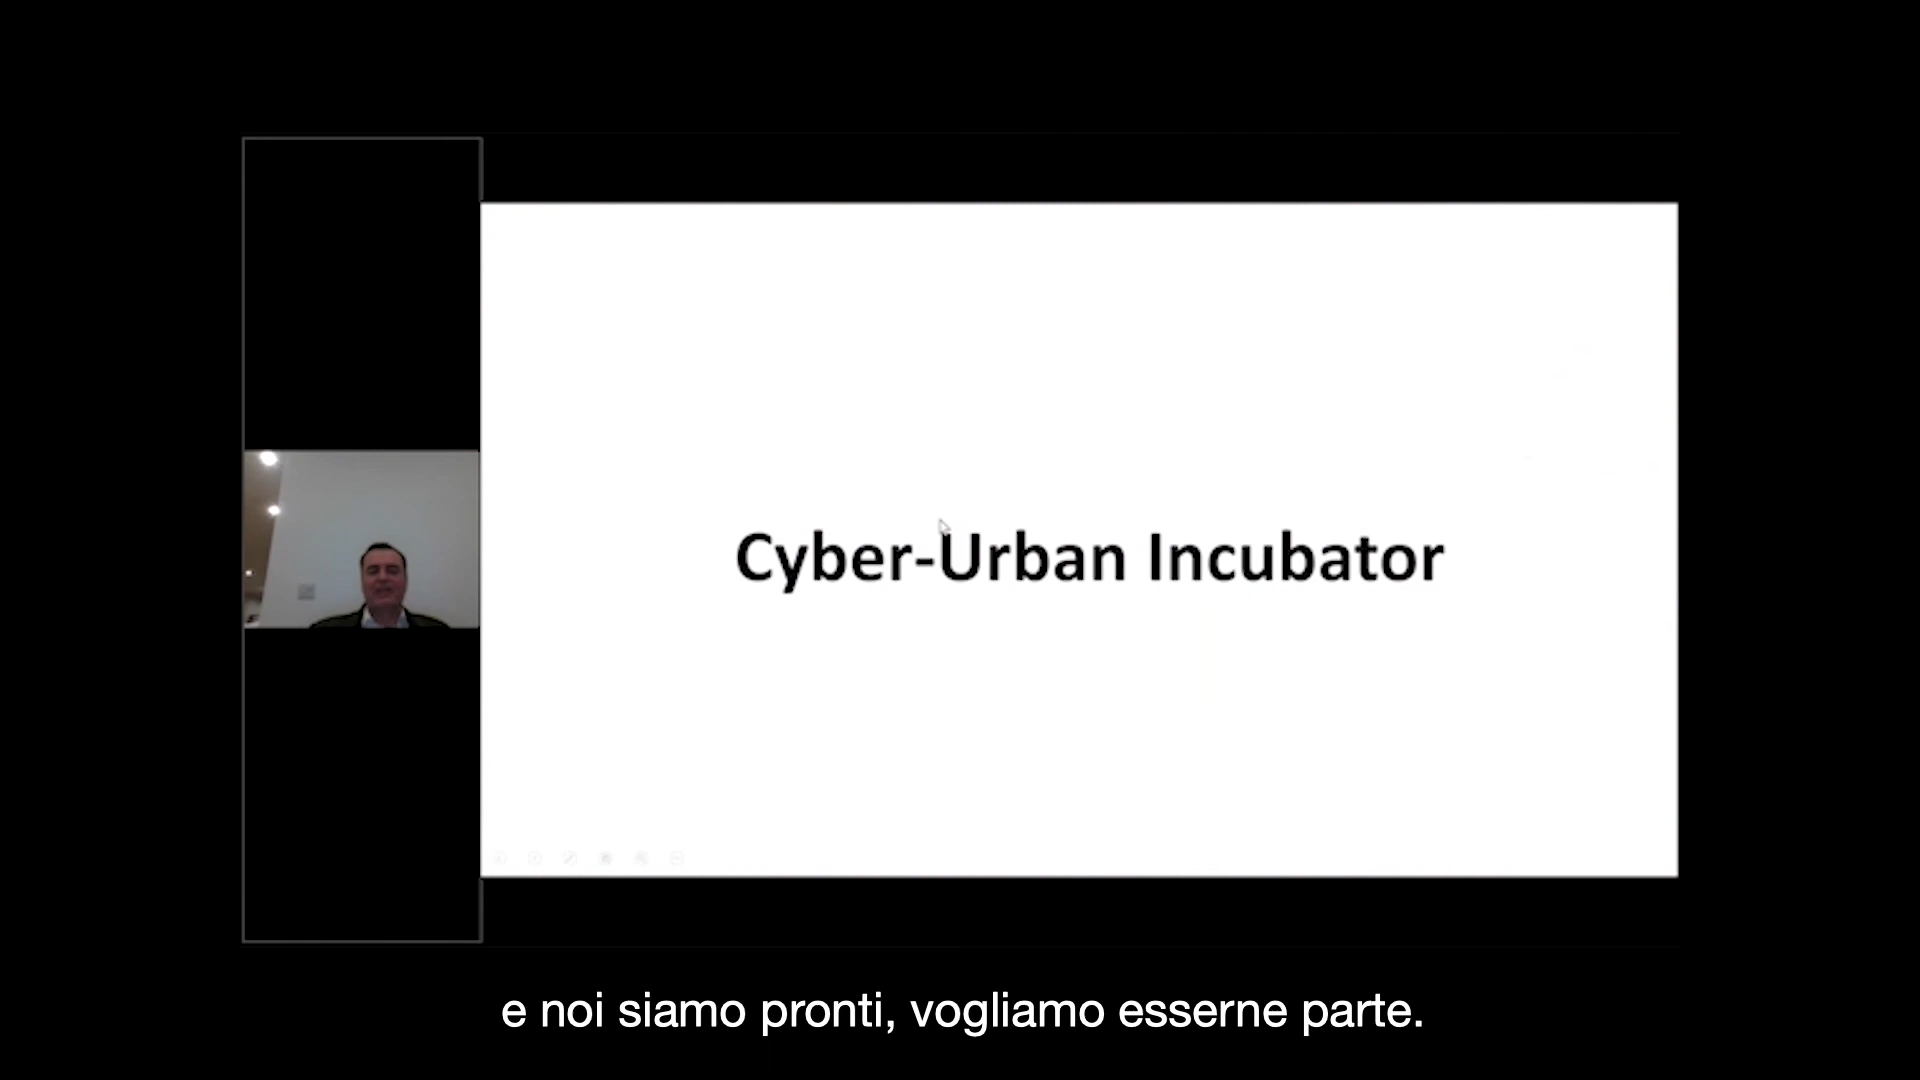 Cyber-Urban Incubator
e noi siamo pronti, vogliamo esserne parte.